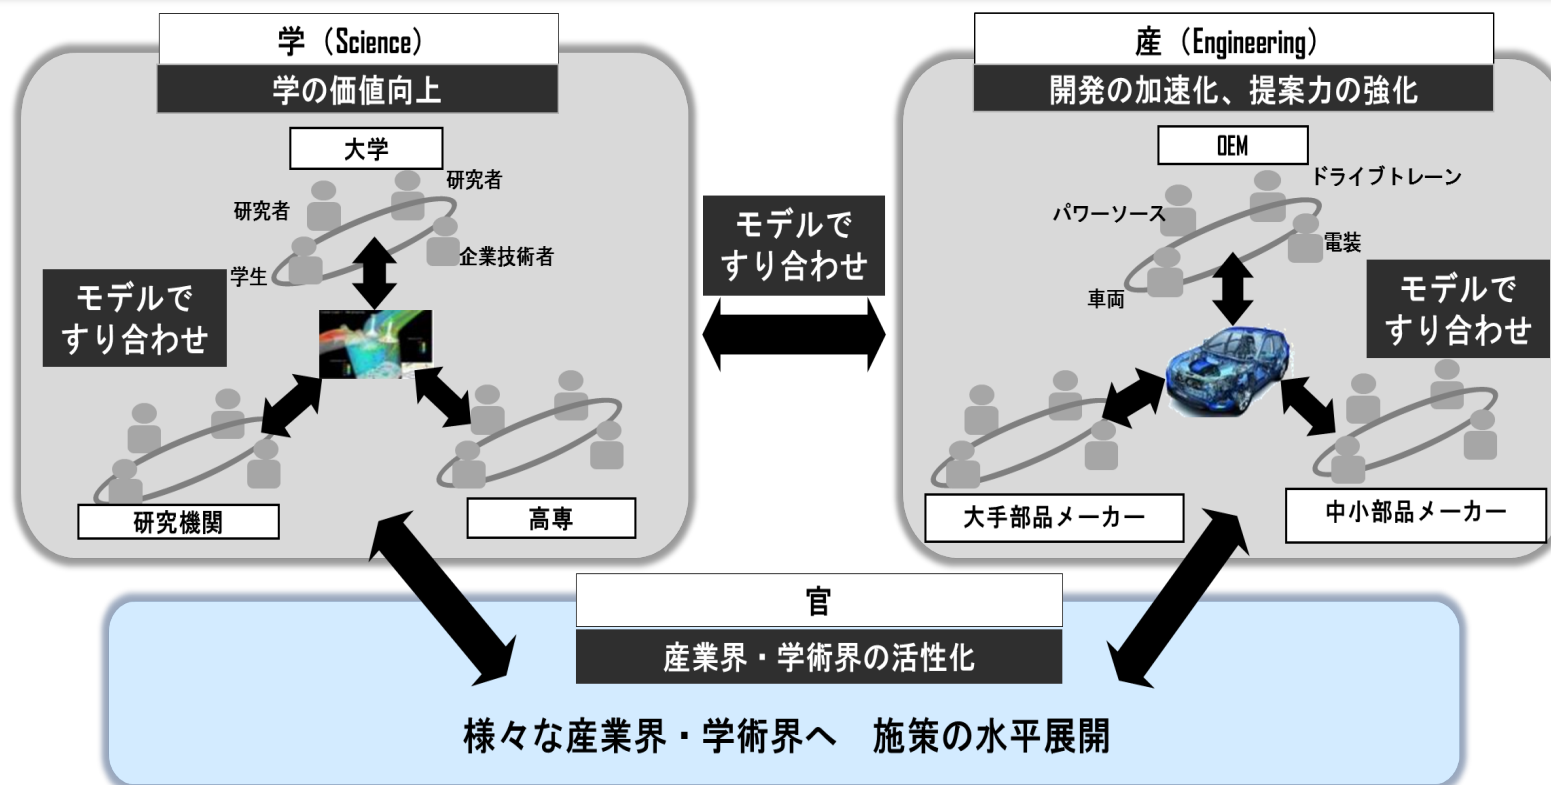 学（Science）
学の価値向上
大学
研究者
研究者
企業技術者
学生
モデルで
すり合わせ
研究機関
高専
モデルで
すり合わせ
産（Engineering）
開発の加速化、提案力の強化
OEM
ドライブトレーン
パワーソース
電装
車両
モデルで
すり合わせ
大手部品メーカー
中小部品メーカー
官
産業界・学術界の活性化
様々な産業界・学術界へ　施策の水平展開